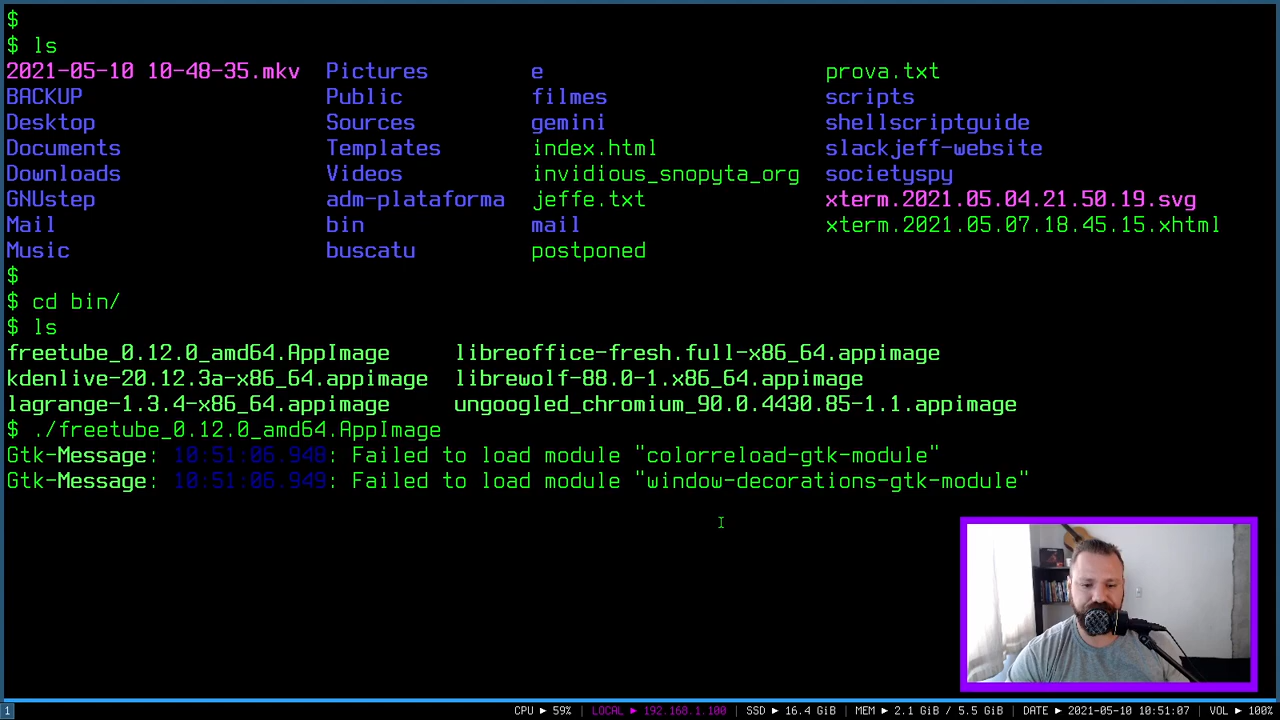 $
$ ls
2021-05-10 10-48-35.mkv  Pictures        e                     prova.txt
BACKUP                   Public          filmes                scripts
Desktop                  Sources         gemini                shellscriptguide
Documents                Templates       index.html            slackjeff-website
Downloads                Videos          invidious_snopyta_org societyspy
GNUstep                  adm-plataforma  jeffe.txt             xterm.2021.05.04.21.50.19.svg
Mail                     bin             mail                  xterm.2021.05.07.18.45.15.xhtml
Music                    buscatu         postponed
$
$ cd bin/
$ ls
freetube_0.12.0_amd64.AppImage      libreoffice-fresh.full-x86_64.appimage
kdenlive-20.12.3a-x86_64.appimage   librewolf-88.0-1.x86_64.appimage
lagrange-1.3.4-x86_64.appimage      ungoogled_chromium_90.0.4430.85-1.1.appimage
$ ./freetube_0.12.0_amd64.AppImage
Gtk-Message: 10:51:06.948: Failed to load module "colorreload-gtk-module"
Gtk-Message: 10:51:06.949: Failed to load module "window-decorations-gtk-module"
1 CPU ► 59% | LOCAL ► 192.168.1.100 | SSD ► 16.4 GiB | MEM ► 2.1 GiB / 5.5 GiB | DATE ► 2021-05-10 10:51:07 | VOL ► 100%